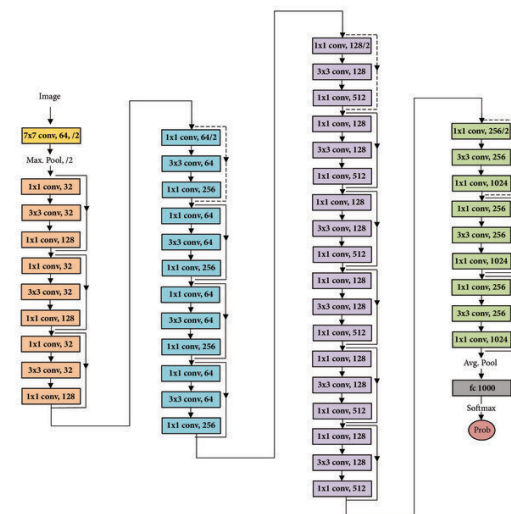 Image
7x7 conv, 64, /2
Max. Pool, /2
1x1 conv, 32
3x3 conv, 32
1x1 conv, 128
1x1 conv, 32
3x3 conv, 32
1x1 conv, 128
1x1 conv, 32
3x3 conv, 32
1x1 conv, 128
1x1 conv, 64/2
3x3 conv, 64
1x1 conv, 256
1x1 conv, 64
3x3 conv, 64
1x1 conv, 256
1x1 conv, 64
3x3 conv, 64
1x1 conv, 256
1x1 conv, 64
3x3 conv, 64
1x1 conv, 256
1x1 conv, 128/2
3x3 conv, 128
1x1 conv, 512
1x1 conv, 128
3x3 conv, 128
1x1 conv, 512
1x1 conv, 128
3x3 conv, 128
1x1 conv, 512
1x1 conv, 128
3x3 conv, 128
1x1 conv, 512
1x1 conv, 128
3x3 conv, 128
1x1 conv, 512
1x1 conv, 128
3x3 conv, 128
1x1 conv, 512
1x1 conv, 256/2
3x3 conv, 256
1x1 conv, 1024
1x1 conv, 256
3x3 conv, 256
1x1 conv, 1024
1x1 conv, 256
3x3 conv, 256
1x1 conv, 1024
Avg. Pool
fc 1000
Softmax
Prob